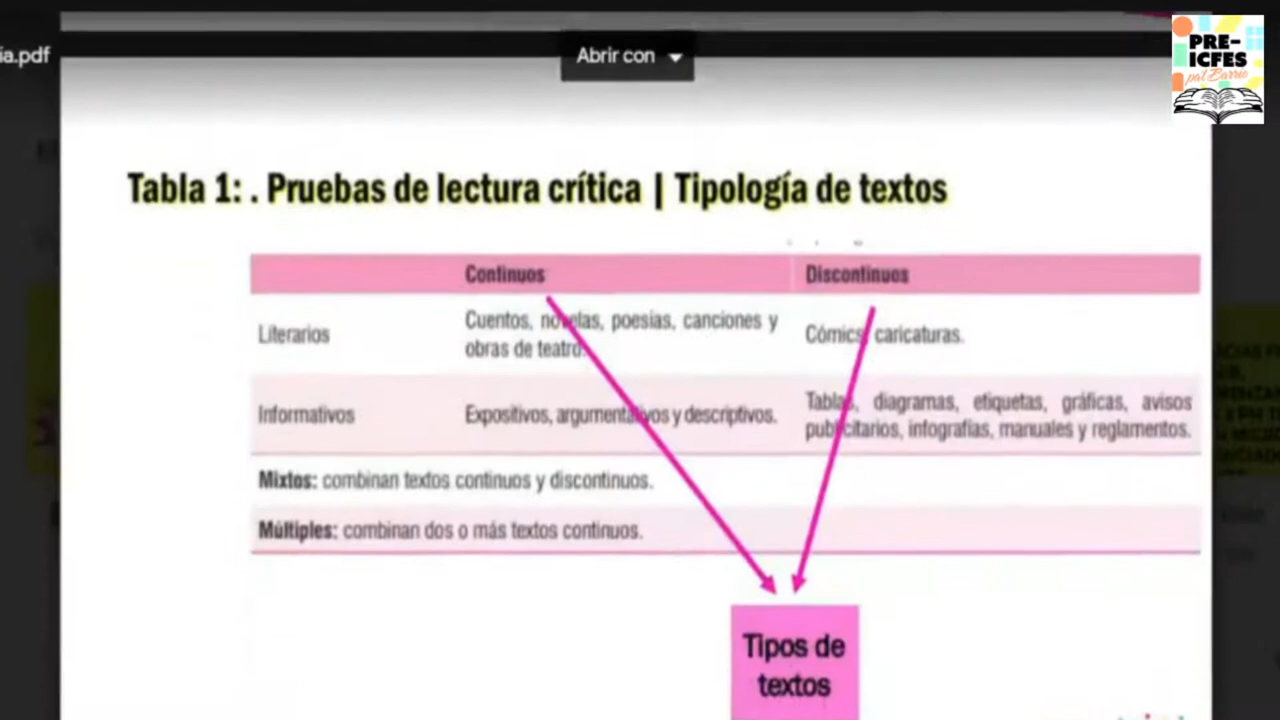 ía.pdf
Abrir con
PRE-
ICFES
pal Barrio
Tabla 1: . Pruebas de lectura crítica | Tipología de textos
Continuos Discontinuos
Literarios
Cuentos, novelas, poesías, canciones y
obras de teatro.
Cómics, caricaturas.
Informativos
Expositivos, argumentativos y descriptivos.
Tablas, diagramas, etiquetas, gráficas, avisos
publicitarios, infografías, manuales y reglamentos.
Mixtos: combinan textos continuos y discontinuos.
Múltiples: combinan dos o más textos continuos.
Tipos de
textos